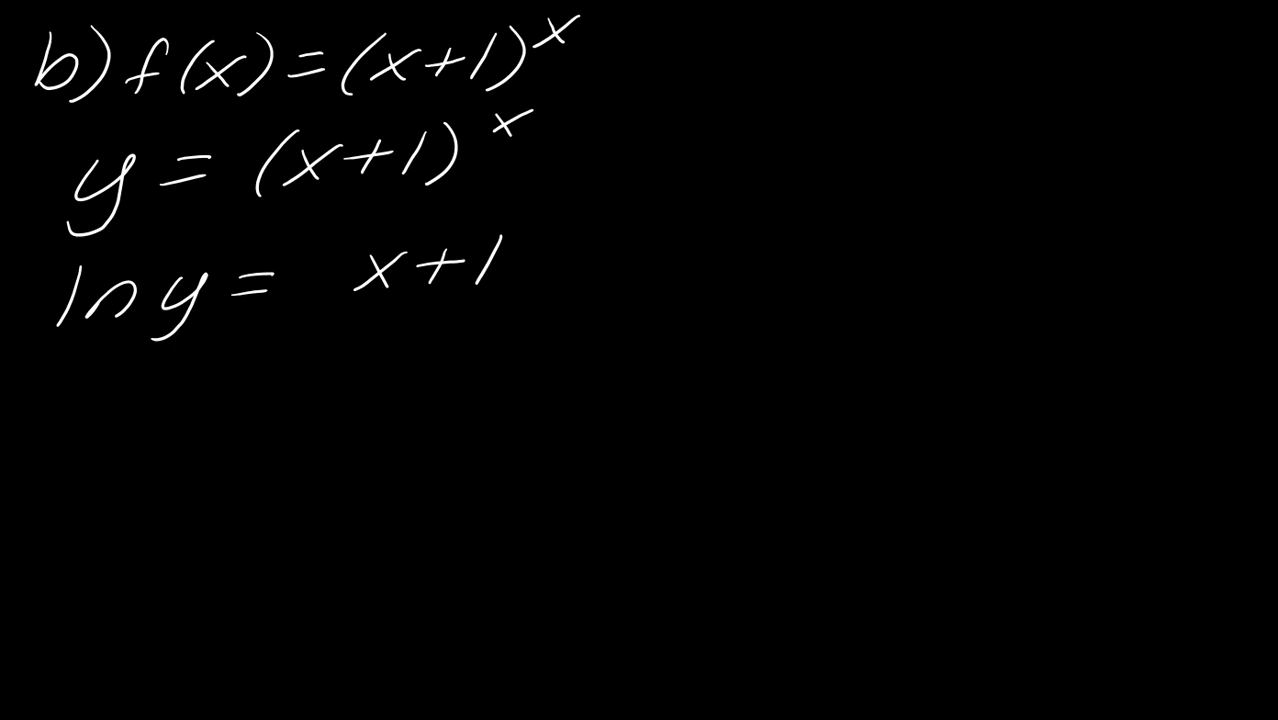 b) f(x) = (x+1)ˣ
y = (x+1)ˣ
ln y = x+1